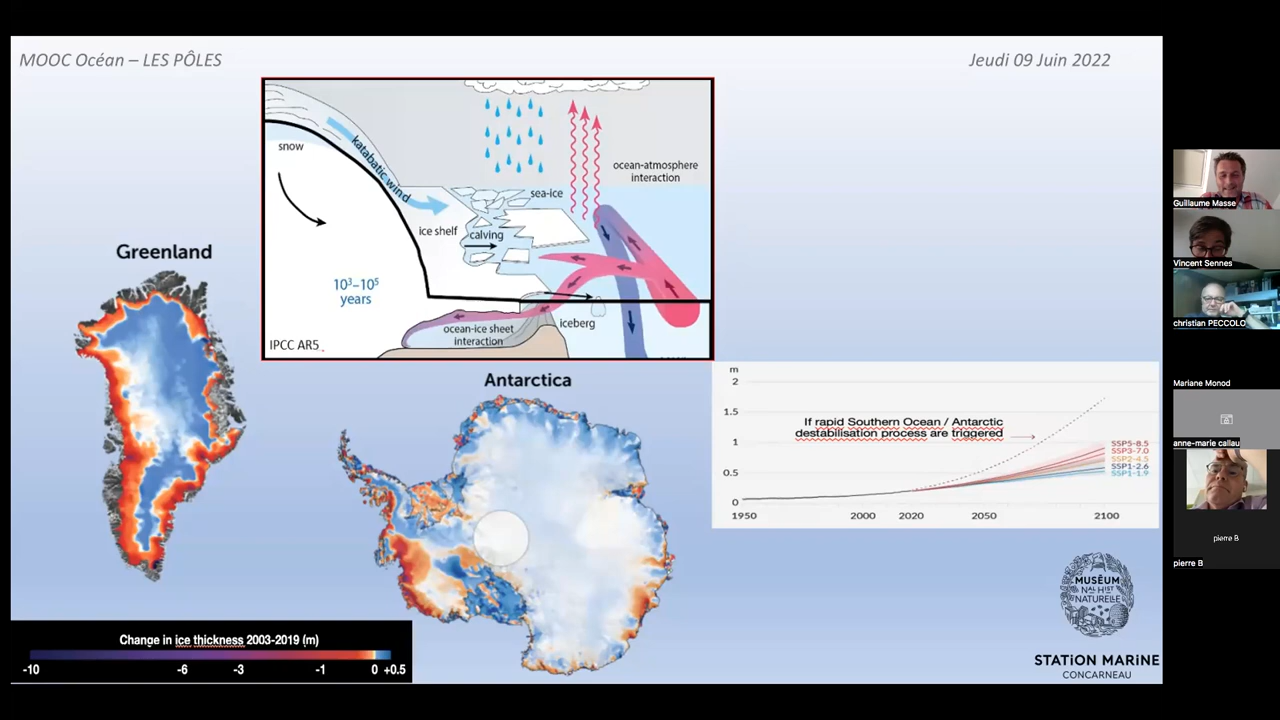 MOOC Océan – LES PÔLES
Jeudi 09 Juin 2022
snow
katabatic wind
sea-ice
ocean-atmosphere
interaction
ice shelf
calving
10³–10⁵
years
ocean-ice sheet
interaction
iceberg
IPCC AR5
Greenland
Antarctica
m
2
1.5
1
0.5
0
If rapid Southern Ocean / Antarctic
destabilisation process are triggered
SSP5-8.5
SSP3-7.0
SSP2-4.5
SSP1-2.6
SSP1-1.9
1950 2000 2020 2050 2100
Change in ice thickness 2003-2019 (m)
-10 -6 -3 -1 0 +0.5
MUSÉUM
NAL HIST
NATURELLE
STATION MARINE
CONCARNEAU
Guillaume Masse
Vincent Sennes
christian PECCOLO
Mariane Monod
anne-marie callau
pierre B
pierre B